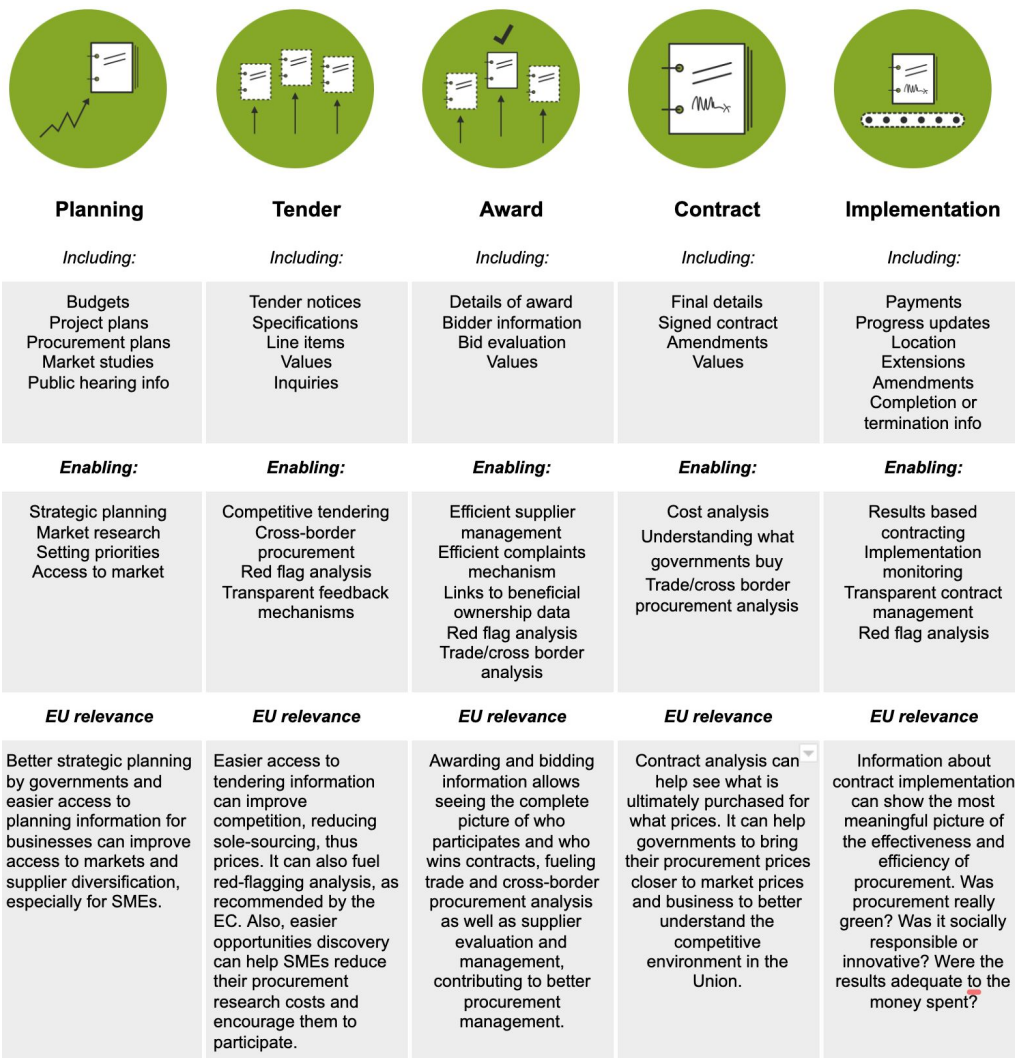 Planning
Including:
Budgets
Project plans
Procurement plans
Market studies
Public hearing info
Enabling:
Strategic planning
Market research
Setting priorities
Access to market
EU relevance
Better strategic planning
by governments and
easier access to
planning information for
businesses can improve
access to markets and
supplier diversification,
especially for SMEs.
Tender
Including:
Tender notices
Specifications
Line items
Values
Inquiries
Enabling:
Competitive tendering
Cross-border
procurement
Red flag analysis
Transparent feedback
mechanisms
EU relevance
Easier access to
tendering information
can improve
competition, reducing
sole-sourcing, thus
prices. It can also fuel
red-flagging analysis, as
recommended by the
EC. Also, easier
opportunities discovery
can help SMEs reduce
their procurement
research costs and
encourage them to
participate.
Award
Including:
Details of award
Bidder information
Bid evaluation
Values
Enabling:
Efficient supplier
management
Efficient complaints
mechanism
Links to beneficial
ownership data
Red flag analysis
Trade/cross border
analysis
EU relevance
Awarding and bidding
information allows
seeing the complete
picture of who
participates and who
wins contracts, fueling
trade and cross-border
procurement analysis
as well as supplier
evaluation and
management,
contributing to better
procurement
management.
Contract
Including:
Final details
Signed contract
Amendments
Values
Enabling:
Cost analysis
Understanding what
governments buy
Trade/cross border
procurement analysis
EU relevance
Contract analysis can
help see what is
ultimately purchased for
what prices. It can help
governments to bring
their procurement prices
closer to market prices
and business to better
understand the
competitive
environment in the
Union.
Implementation
Including:
Payments
Progress updates
Location
Extensions
Amendments
Completion or
termination info
Enabling:
Results based
contracting
Implementation
monitoring
Transparent contract
management
Red flag analysis
EU relevance
Information about
contract implementation
can show the most
meaningful picture of
the effectiveness and
efficiency of
procurement. Was
procurement really
green? Was it socially
responsible or
innovative? Were the
results adequate to the
money spent?